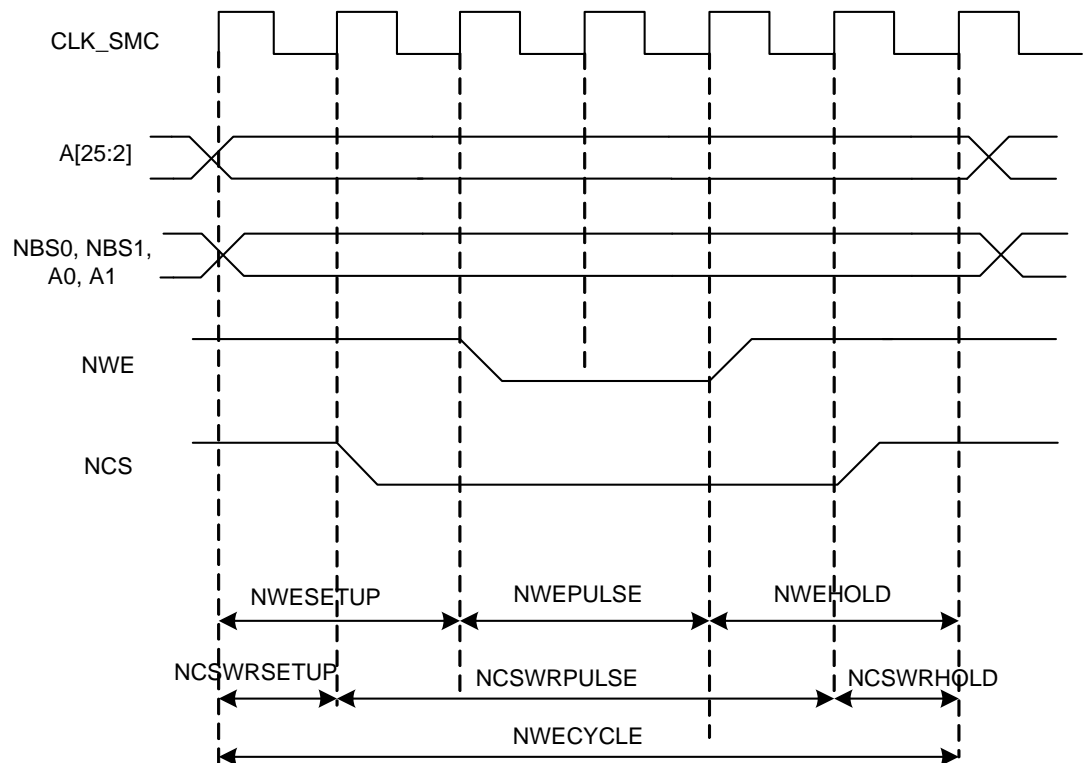 CLK_SMC
A[25:2]
NBS0, NBS1,
A0, A1
NWE
NCS
NWESETUP
NWEPULSE
NWEHOLD
NCSWRSETUP
NCSWRPULSE
NCSWRHOLD
NWECYCLE